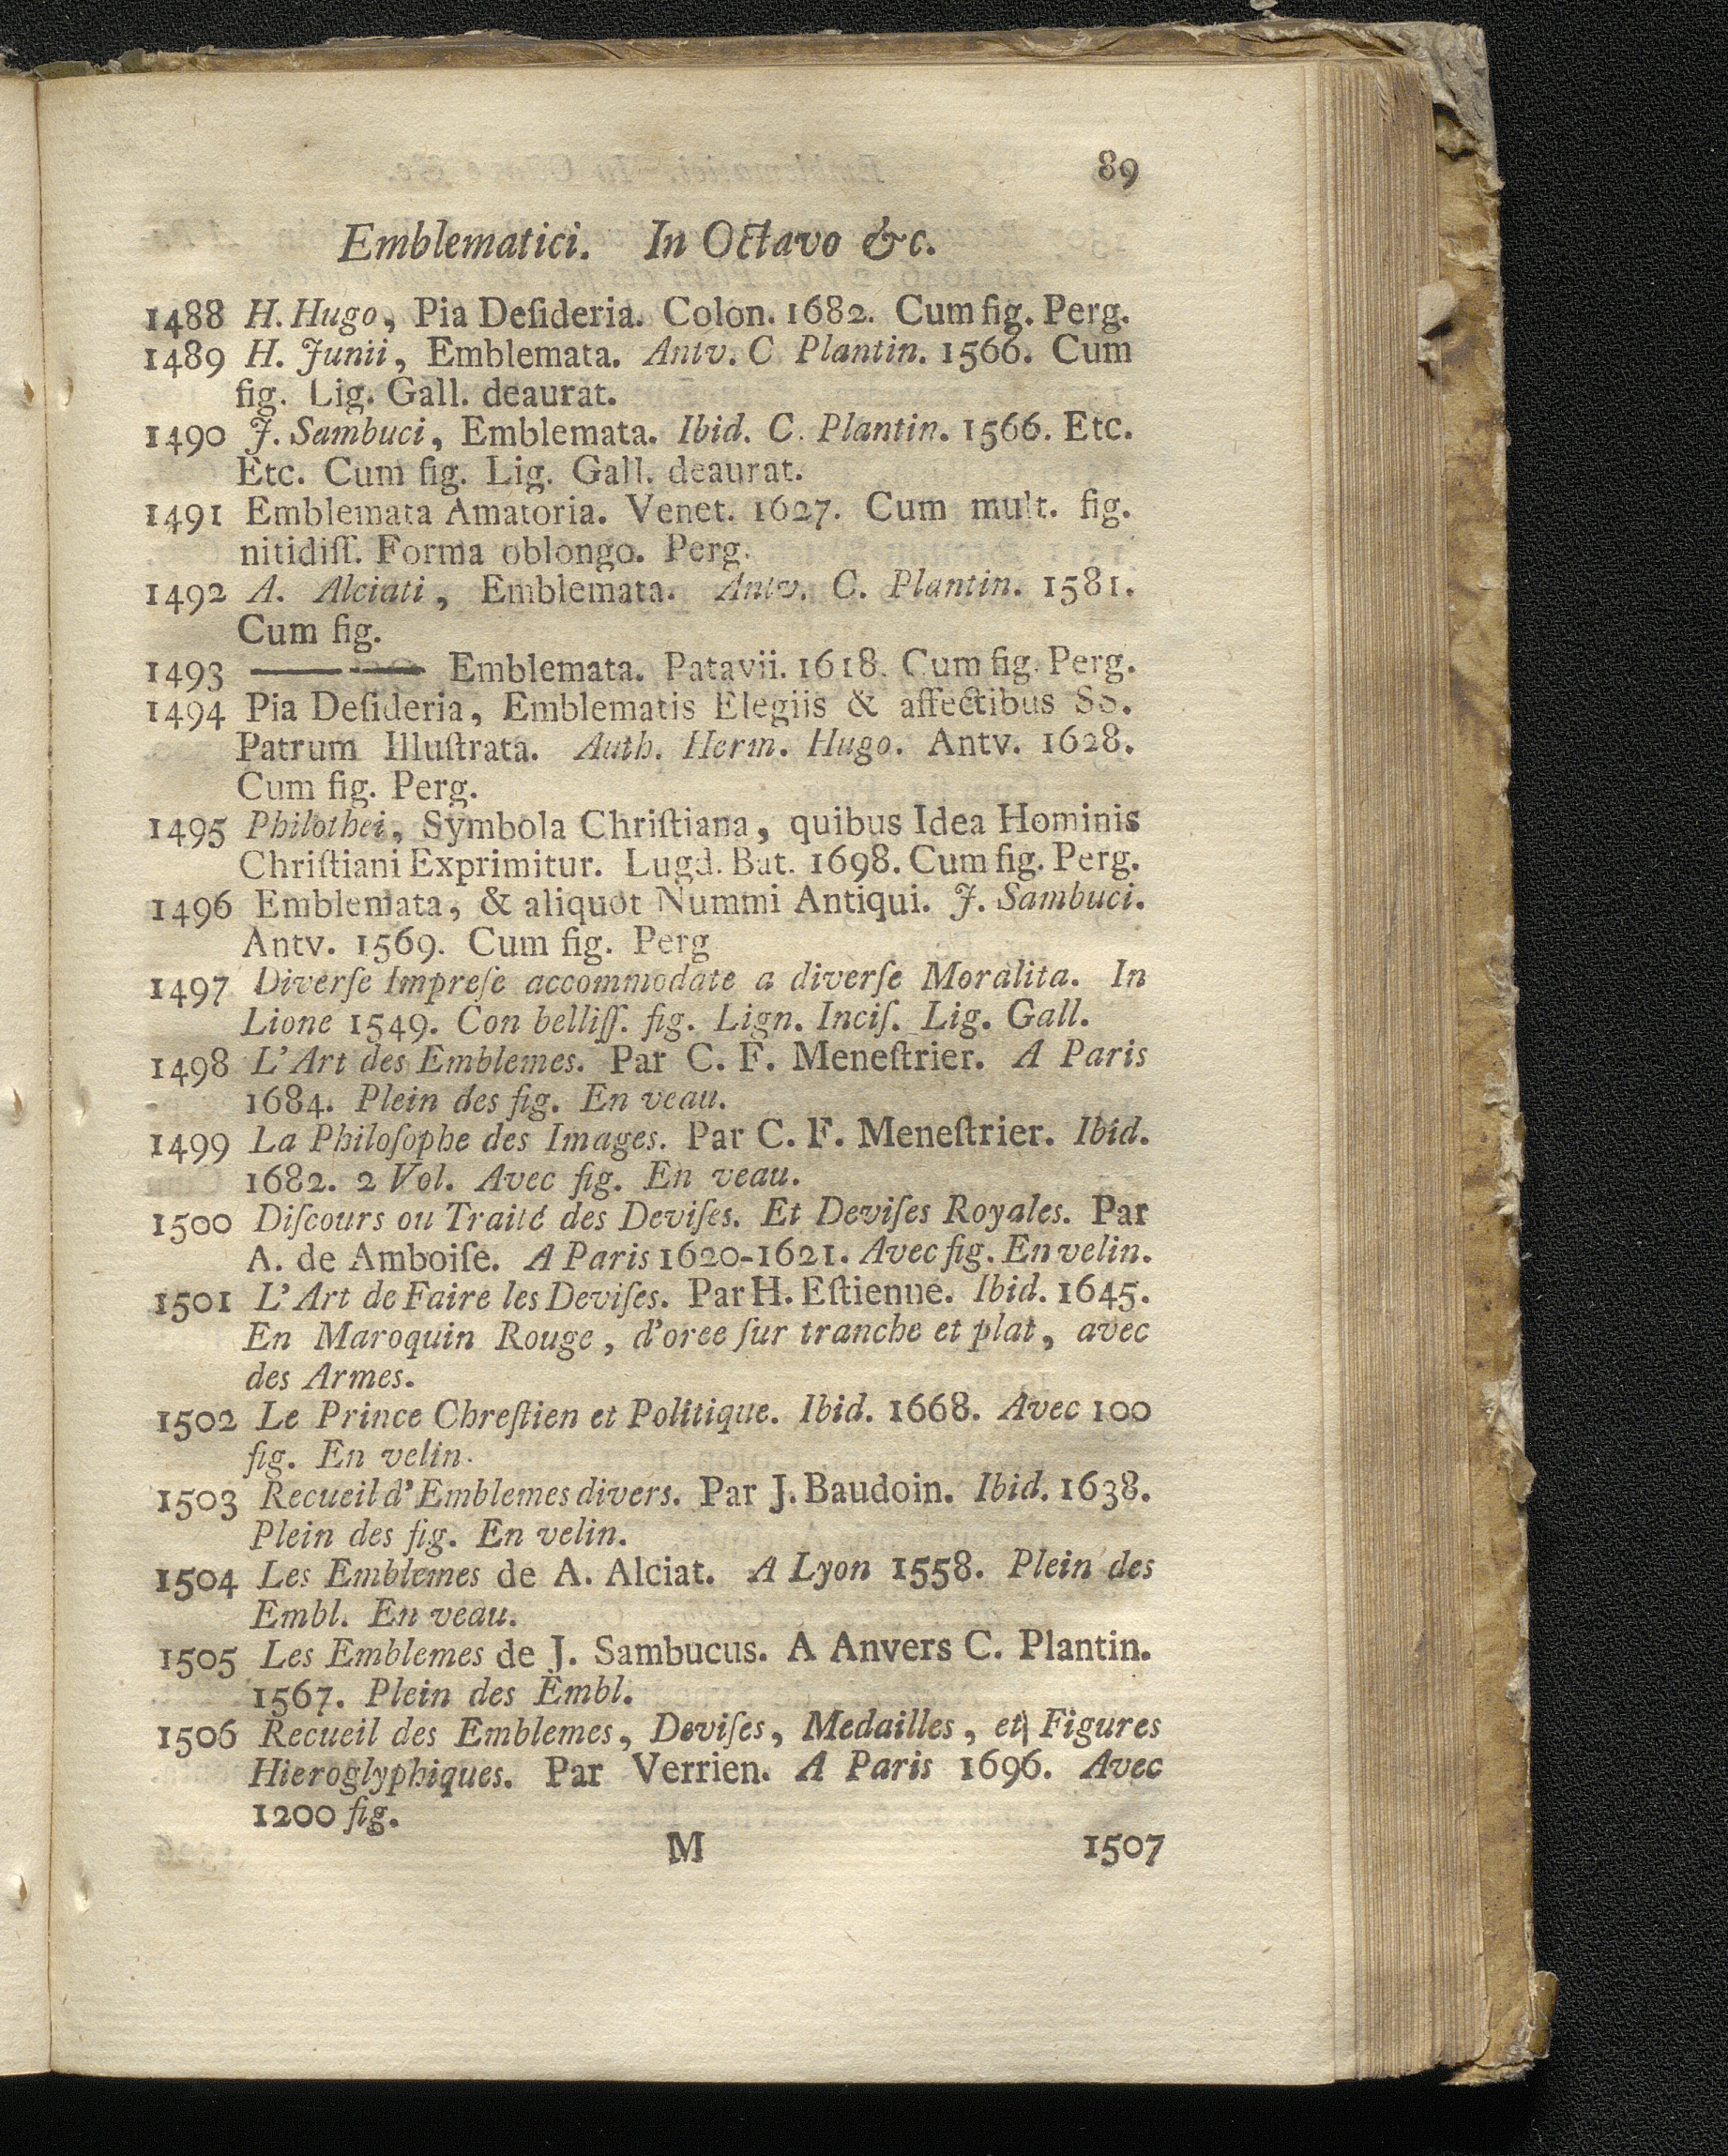 89
Emblematici. In Octavo &c.
1488 H. Hugo, Pia Deſideria. Colon. 1682. Cum fig. Perg.
1489 H. Junii, Emblemata. Antv. C Plantin. 1566. Cum
fig. Lig. Gall. deaurat.
1490 J. Sambuci, Emblemata. Ibid. C. Plantin. 1566. Etc.
Etc. Cum fig. Lig. Gall. deaurat.
1491 Emblemata Amatoria. Venet. 1627. Cum mult. fig.
nitidiſſ. Forma oblongo. Perg.
1492 A. Alciati, Emblemata. Antv. C. Plantin. 1581.
Cum fig.
1493 —— —— Emblemata. Patavii. 1618. Cum fig. Perg.
1494 Pia Deſideria, Emblematis Elegiis & affectibus SS.
Patrum Illuſtrata. Auth. Herm. Hugo. Antv. 1628.
Cum fig. Perg.
1495 Philothei, Symbola Chriſtiana, quibus Idea Hominis
Chriſtiani Exprimitur. Lugd. Bat. 1698. Cum fig. Perg.
1496 Emblemata, & aliquot Nummi Antiqui. J. Sambuci.
Antv. 1569. Cum fig. Perg
1497 Diverſe Impreſe accommodate a diverſe Moralita. In
Lione 1549. Con belliſſ. fig. Lign. Inciſ. Lig. Gall.
1498 L'Art des Emblemes. Par C. F. Meneſtrier. A Paris
1684. Plein des fig. En veau.
1499 La Philoſophe des Images. Par C. F. Meneſtrier. Ibid.
1682. 2 Vol. Avec fig. En veau.
1500 Diſcours ou Traité des Deviſes. Et Deviſes Royales. Par
A. de Amboiſe. A Paris 1620-1621. Avec fig. En velin.
1501 L'Art de Faire les Deviſes. Par H. Eſtienne. Ibid. 1645.
En Maroquin Rouge, d'oree ſur tranche et plat, avec
des Armes.
1502 Le Prince Chreſtien et Politique. Ibid. 1668. Avec 100
fig. En velin.
1503 Recueil d'Emblemes divers. Par J. Baudoin. Ibid. 1638.
Plein des fig. En velin.
1504 Les Emblemes de A. Alciat. A Lyon 1558. Plein des
Embl. En veau.
1505 Les Emblemes de J. Sambucus. A Anvers C. Plantin.
1567. Plein des Embl.
1506 Recueil des Emblemes, Deviſes, Medailles, et Figures
Hieroglyphiques. Par Verrien. A Paris 1696. Avec
1200 fig.
M 1507